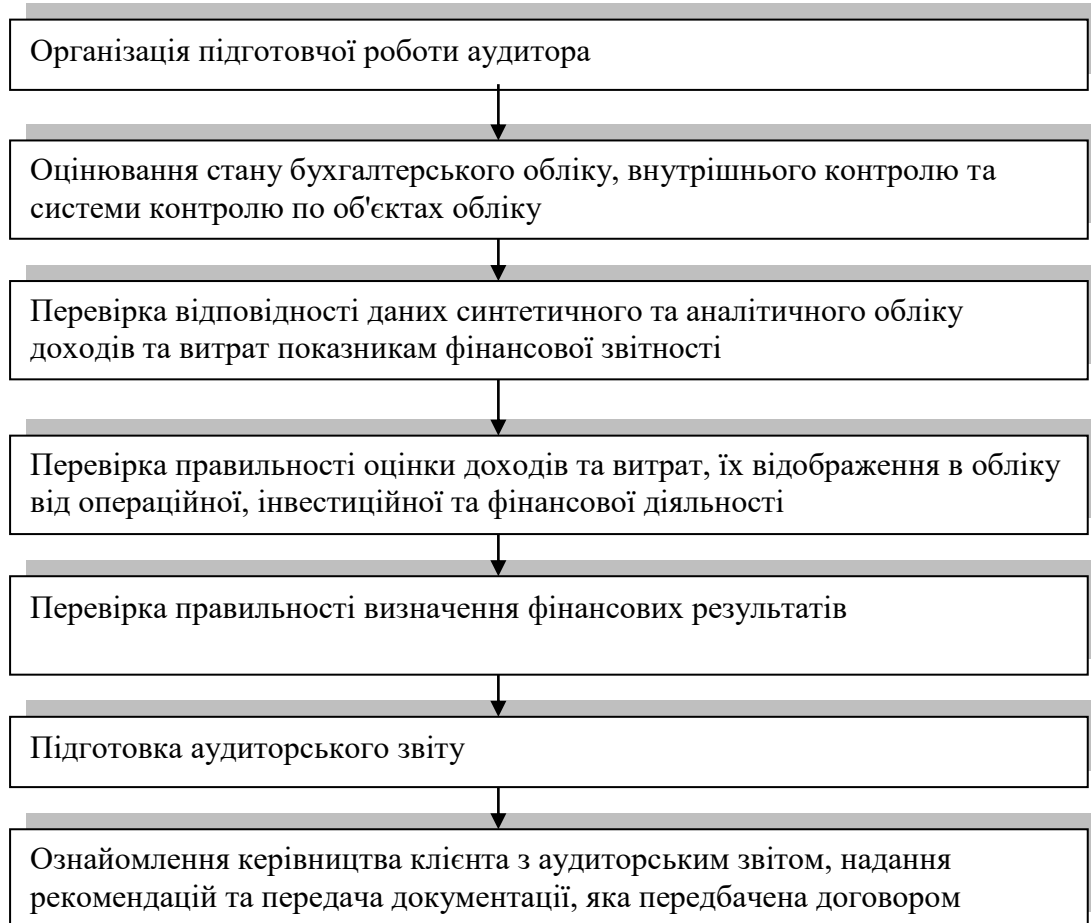 Організація підготовчої роботи аудитора
Оцінювання стану бухгалтерського обліку, внутрішнього контролю та
системи контролю по об'єктах обліку
Перевірка відповідності даних синтетичного та аналітичного обліку
доходів та витрат показникам фінансової звітності
Перевірка правильності оцінки доходів та витрат, їх відображення в обліку
від операційної, інвестиційної та фінансової діяльності
Перевірка правильності визначення фінансових результатів
Підготовка аудиторського звіту
Ознайомлення керівництва клієнта з аудиторським звітом, надання
рекомендацій та передача документації, яка передбачена договором